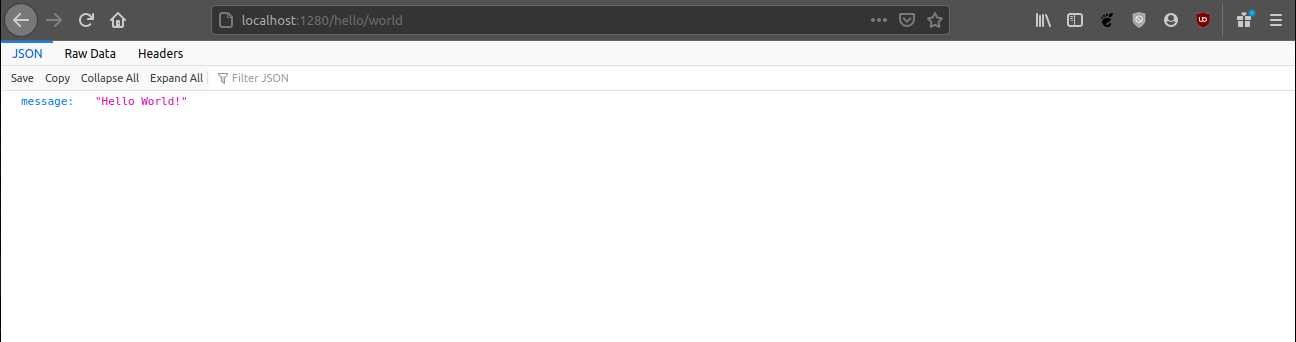 localhost:1280/hello/world
JSON Raw Data Headers
Save Copy Collapse All Expand All Filter JSON
message: "Hello World!"